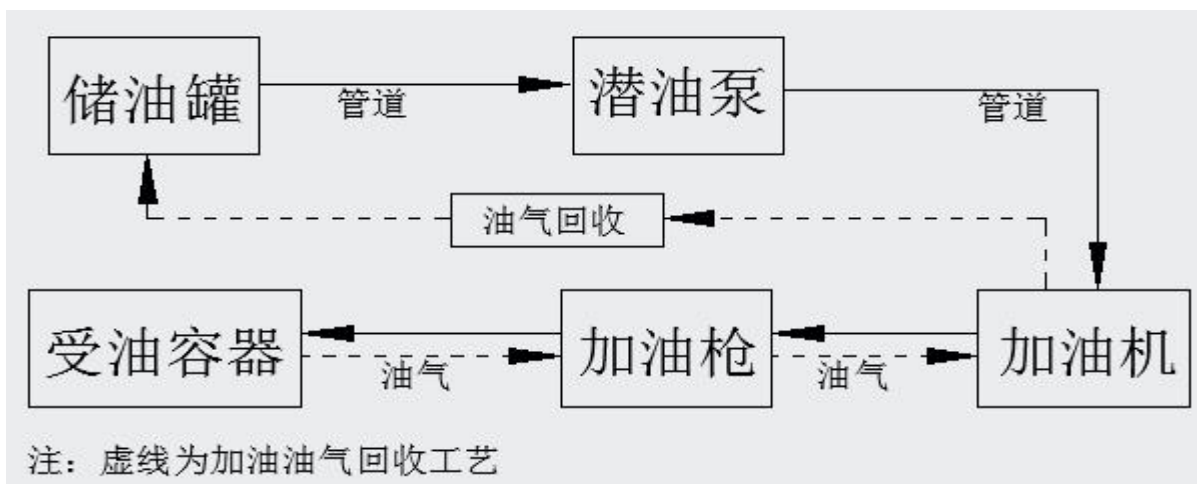 储油罐
管道
潜油泵
管道
油气回收
受油容器
油气
加油枪
油气
加油机
注：虚线为加油油气回收工艺